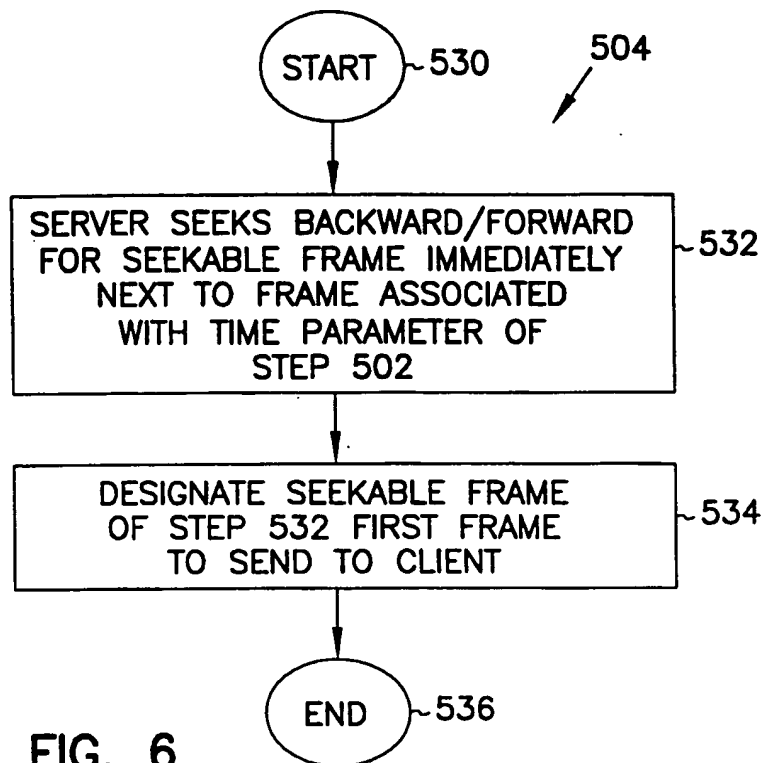 START
530
504
SERVER SEEKS BACKWARD/FORWARD
FOR SEEKABLE FRAME IMMEDIATELY
NEXT TO FRAME ASSOCIATED
WITH TIME PARAMETER OF
STEP 502
532
DESIGNATE SEEKABLE FRAME
OF STEP 532 FIRST FRAME
TO SEND TO CLIENT
534
END
536
FIG. 6